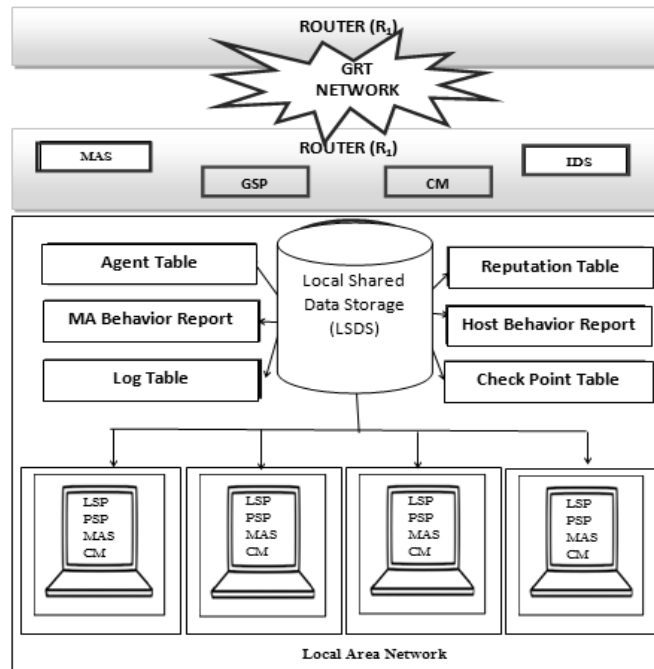 ROUTER (R₁)
GRT
NETWORK
ROUTER (R₁)
MAS
IDS
GSP
CM
Agent Table
Local Shared
Data Storage
(LSDS)
Reputation Table
MA Behavior Report
Host Behavior Report
Log Table
Check Point Table
LSP
PSP
MAS
CM
LSP
PSP
MAS
CM
LSP
PSP
MAS
CM
LSP
PSP
MAS
CM
Local Area Network